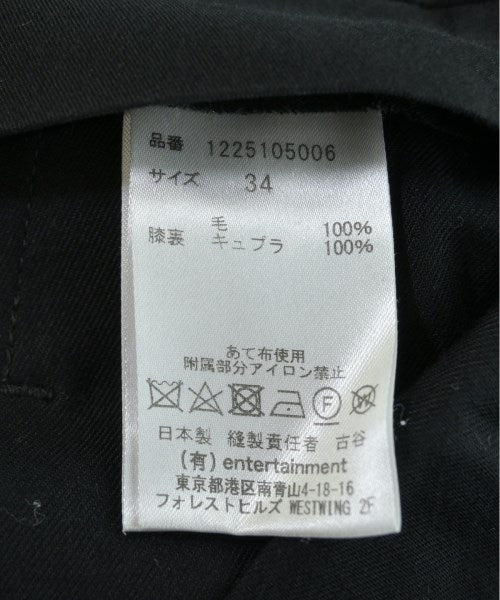 品番 1225105006
サイズ 34
毛 100%
膝裏 キュプラ 100%
あて布使用
附属部分アイロン禁止
F W
日本製 縫製責任者 古谷
(有) entertainment
東京都港区南青山4-18-16
フォレストヒルズ WESTWING 2F